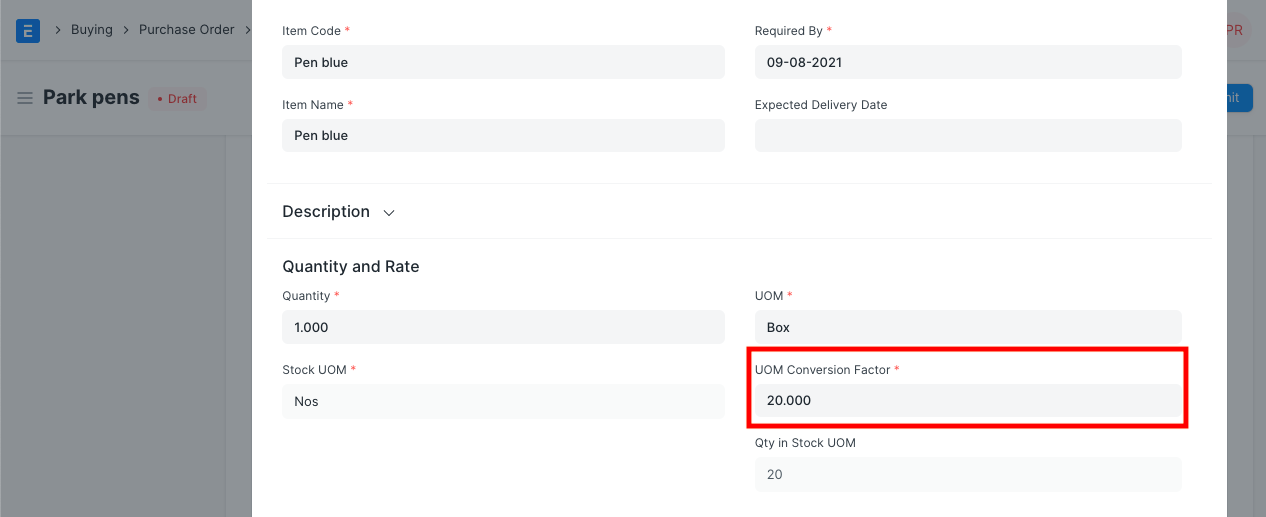 E > Buying > Purchase Order >
Park pens • Draft
Item Code *
Pen blue
Required By *
09-08-2021
Item Name *
Pen blue
Expected Delivery Date
Description
Quantity and Rate
Quantity *
1.000
UOM *
Box
Stock UOM *
Nos
UOM Conversion Factor *
20.000
Qty in Stock UOM
20
PR